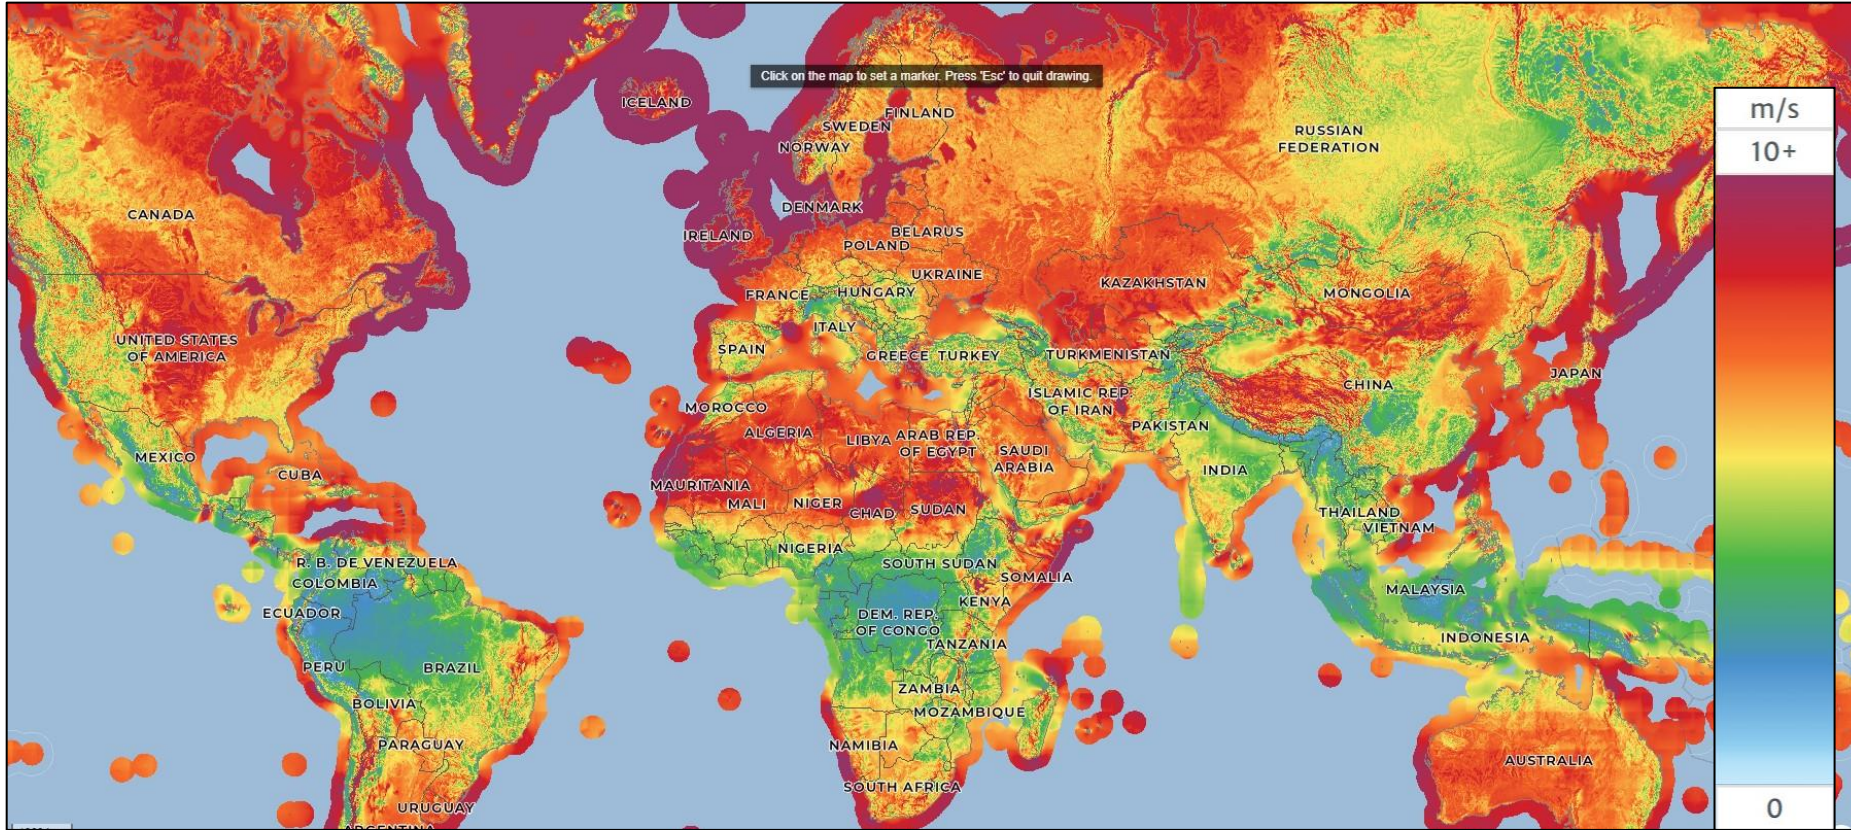 Click on the map to set a marker. Press 'Esc' to quit drawing.
m/s
10+
0
ICELAND
FINLAND
SWEDEN
NORWAY
RUSSIAN
FEDERATION
DENMARK
CANADA
IRELAND
BELARUS
POLAND
UKRAINE
KAZAKHSTAN
FRANCE
HUNGARY
MONGOLIA
ITALY
UNITED STATES
OF AMERICA
SPAIN
GREECE
TURKEY
TURKMENISTAN
JAPAN
CHINA
ISLAMIC REP.
OF IRAN
MOROCCO
PAKISTAN
ALGERIA
LIBYA
ARAB REP.
OF EGYPT
SAUDI
ARABIA
MEXICO
CUBA
INDIA
MAURITANIA
MALI
NIGER
CHAD
SUDAN
THAILAND
VIETNAM
NIGERIA
R. B. DE VENEZUELA
SOUTH SUDAN
COLOMBIA
SOMALIA
MALAYSIA
ECUADOR
KENYA
DEM. REP.
OF CONGO
TANZANIA
INDONESIA
PERU
BRAZIL
ZAMBIA
BOLIVIA
MOZAMBIQUE
PARAGUAY
NAMIBIA
AUSTRALIA
SOUTH AFRICA
URUGUAY
ARGENTINA